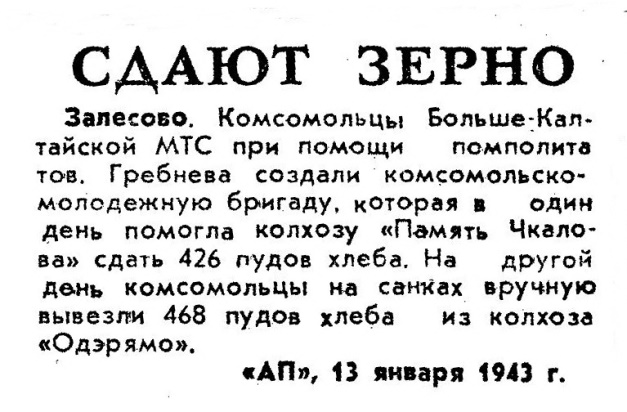 СДАЮТ ЗЕРНО
Залесово. Комсомольцы Больше-Кал-
тайской МТС при помощи помполита
тов. Гребнева создали комсомольско-
молодежную бригаду, которая в один
день помогла колхозу «Память Чкало-
ва» сдать 426 пудов хлеба. На другой
день комсомольцы на санках вручную
вывезли 468 пудов хлеба из колхоза
«Одэрямо».
«АП», 13 января 1943 г.